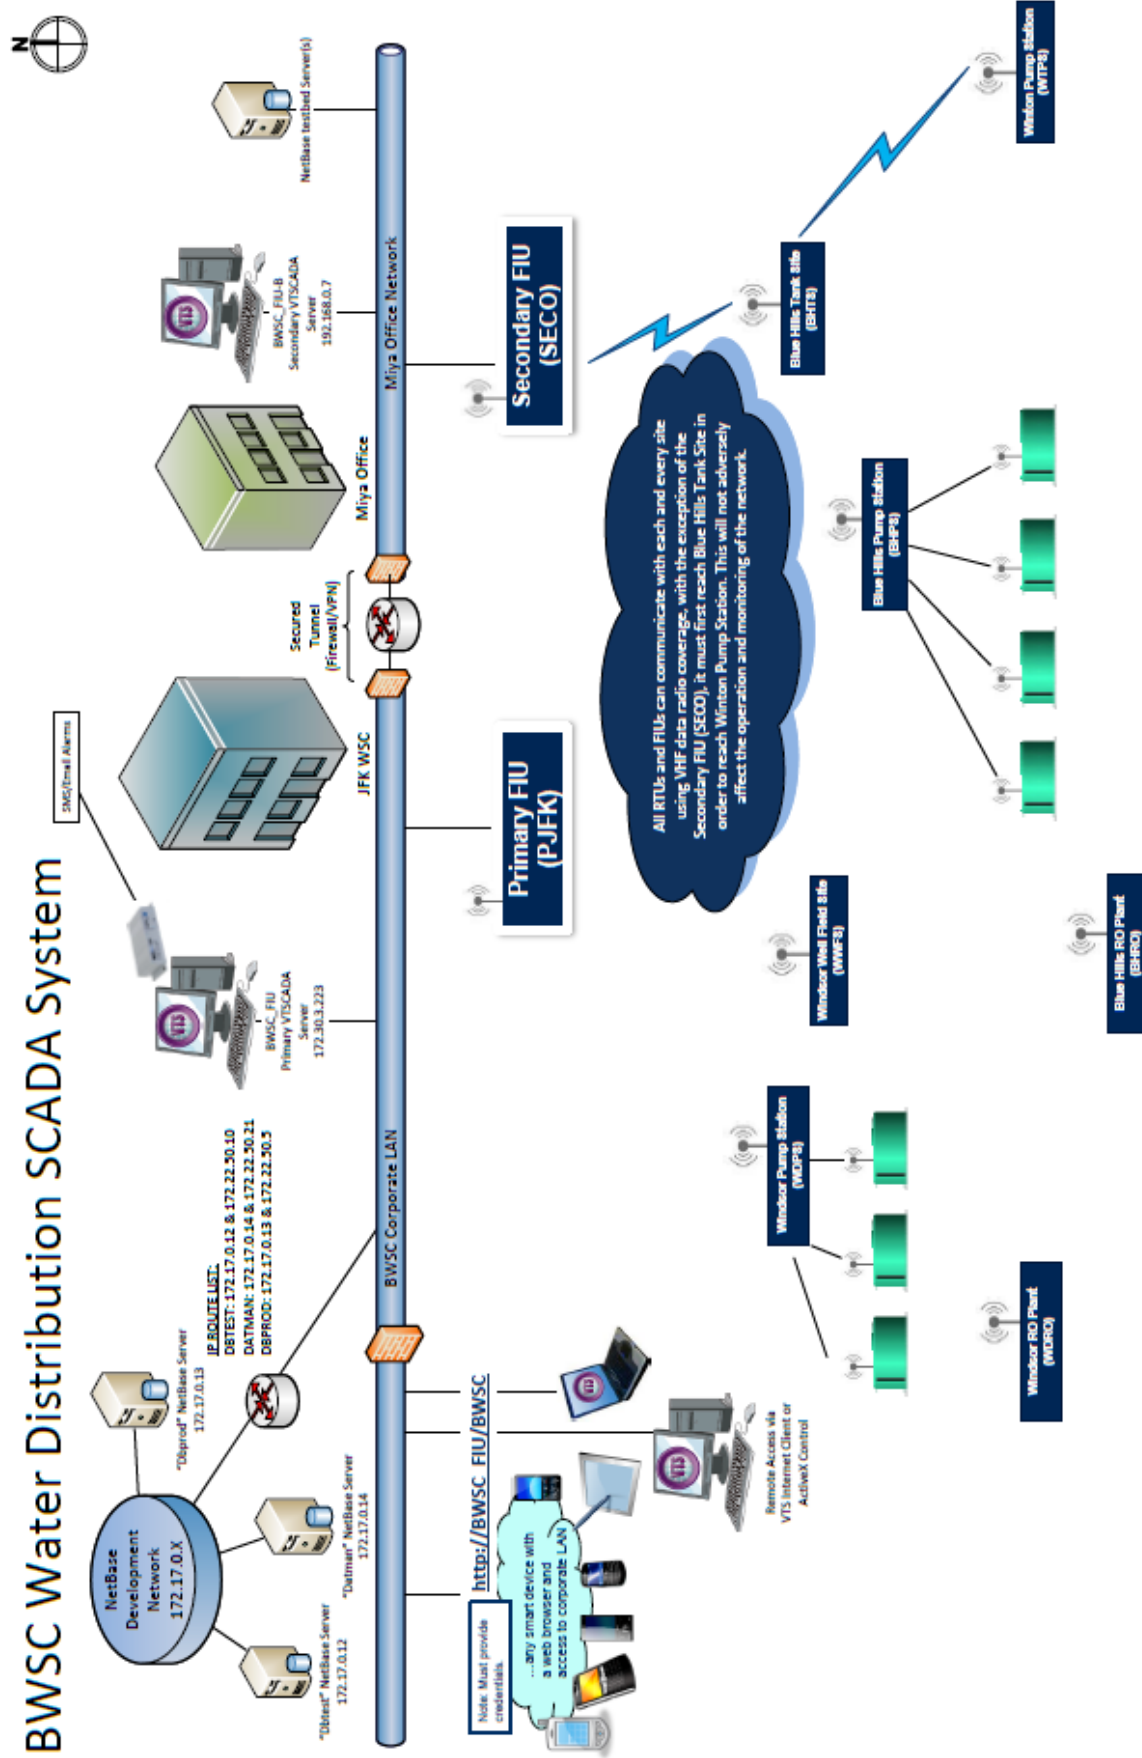 BWSC Water Distribution SCADA System
N
NetBase
Development
Network
172.17.0.X
"Dbprod" NetBase Server
172.17.0.13
"Dbtest" NetBase Server
172.17.0.12
"Datman" NetBase Server
172.17.0.14
IP ROUTE LIST:
DBTEST: 172.17.0.12 & 172.22.50.10
DATMAN: 172.17.0.14 & 172.22.50.21
DBPROD: 172.17.0.13 & 172.22.50.5
VTS
BWSC_FIU
Primary VTSCADA
Server
172.30.3.223
SMS/Email Alarms
JFK WSC
Secured
Tunnel
(Firewall/VPN)
Miya Office
VTS
BWSC_FIU-B
Secondary VTSCADA
Server
192.168.0.7
NetBase testbed Server(s)
BWSC Corporate LAN
Miya Office Network
Note: Must provide
credentials.
http://BWSC_FIU/BWSC
...any smart device with
a web browser and
access to corporate LAN
VTS
VTS
Remote Access via
VTS Internet Client or
ActiveX Control
Primary FIU
(PJFK)
Secondary FIU
(SECO)
All RTUs and FIUs can communicate with each and every site
using VHF data radio coverage, with the exception of the
Secondary FIU (SECO), it must first reach Blue Hills Tank Site in
order to reach Winton Pump Station. This will not adversely
affect the operation and monitoring of the network.
Windsor Pump Station
(WDPS)
Windsor Well Field Site
(WWFS)
Blue Hills Pump Station
(BHPS)
Blue Hills Tank Site
(BHTS)
Winton Pump Station
(WTPS)
Windsor RO Plant
(WDRO)
Blue Hills RO Plant
(BHRO)